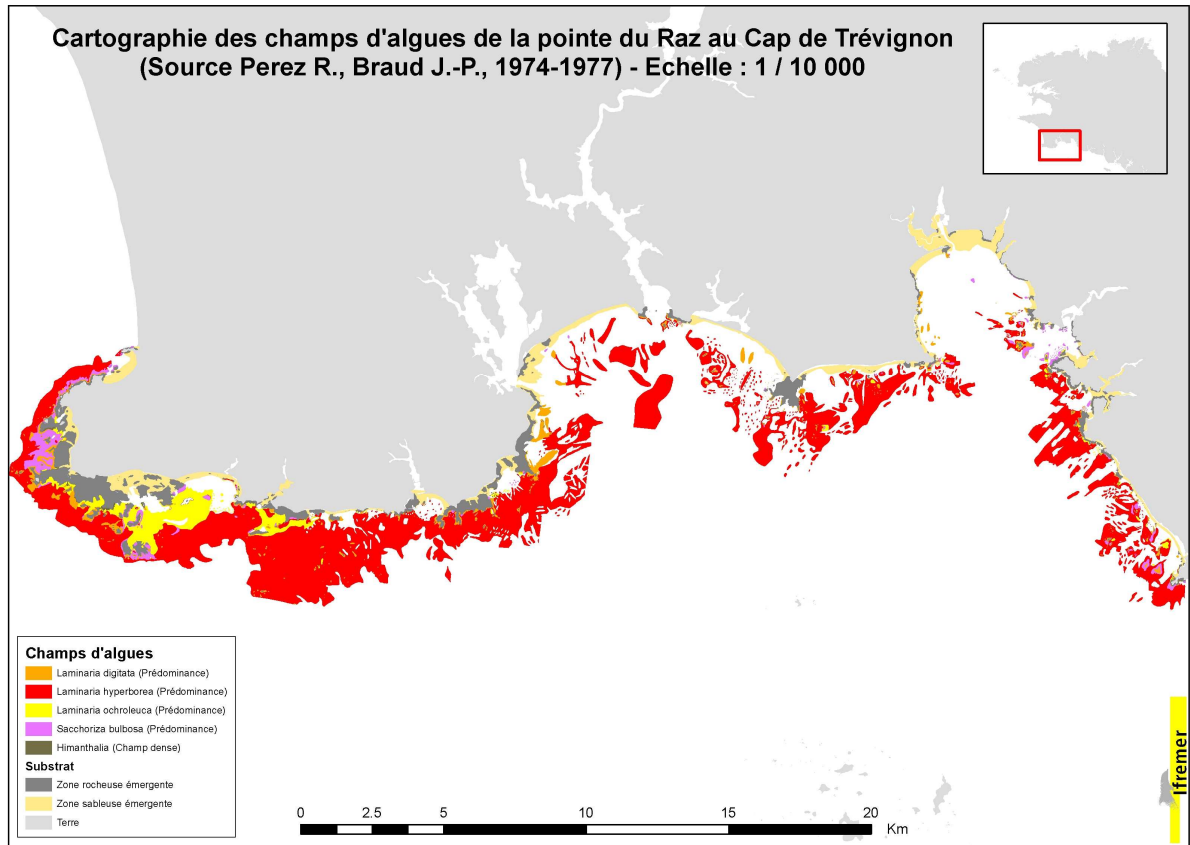 Cartographie des champs d'algues de la pointe du Raz au Cap de Trévignon
(Source Perez R., Braud J.-P., 1974-1977) - Echelle : 1 / 10 000
Champs d'algues
Laminaria digitata (Prédominance)
Laminaria hyperborea (Prédominance)
Laminaria ochroleuca (Prédominance)
Sacchoriza bulbosa (Prédominance)
Himanthalia (Champ dense)
Substrat
Zone rocheuse émergente
Zone sableuse émergente
Terre
0 2.5 5 10 15 20
Km
Ifremer